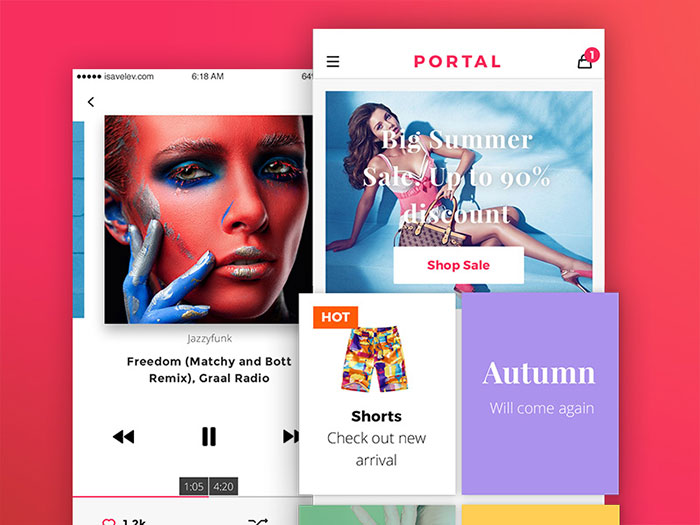 isavelev.com 6:18 AM 64%
Jazzyfunk
Freedom (Matchy and Bott
Remix), Graal Radio
1:05 4:20
1.2k
PORTAL
1
Big Summer
Sale. Up to 90%
discount
Shop Sale
HOT
Shorts
Check out new
arrival
Autumn
Will come again